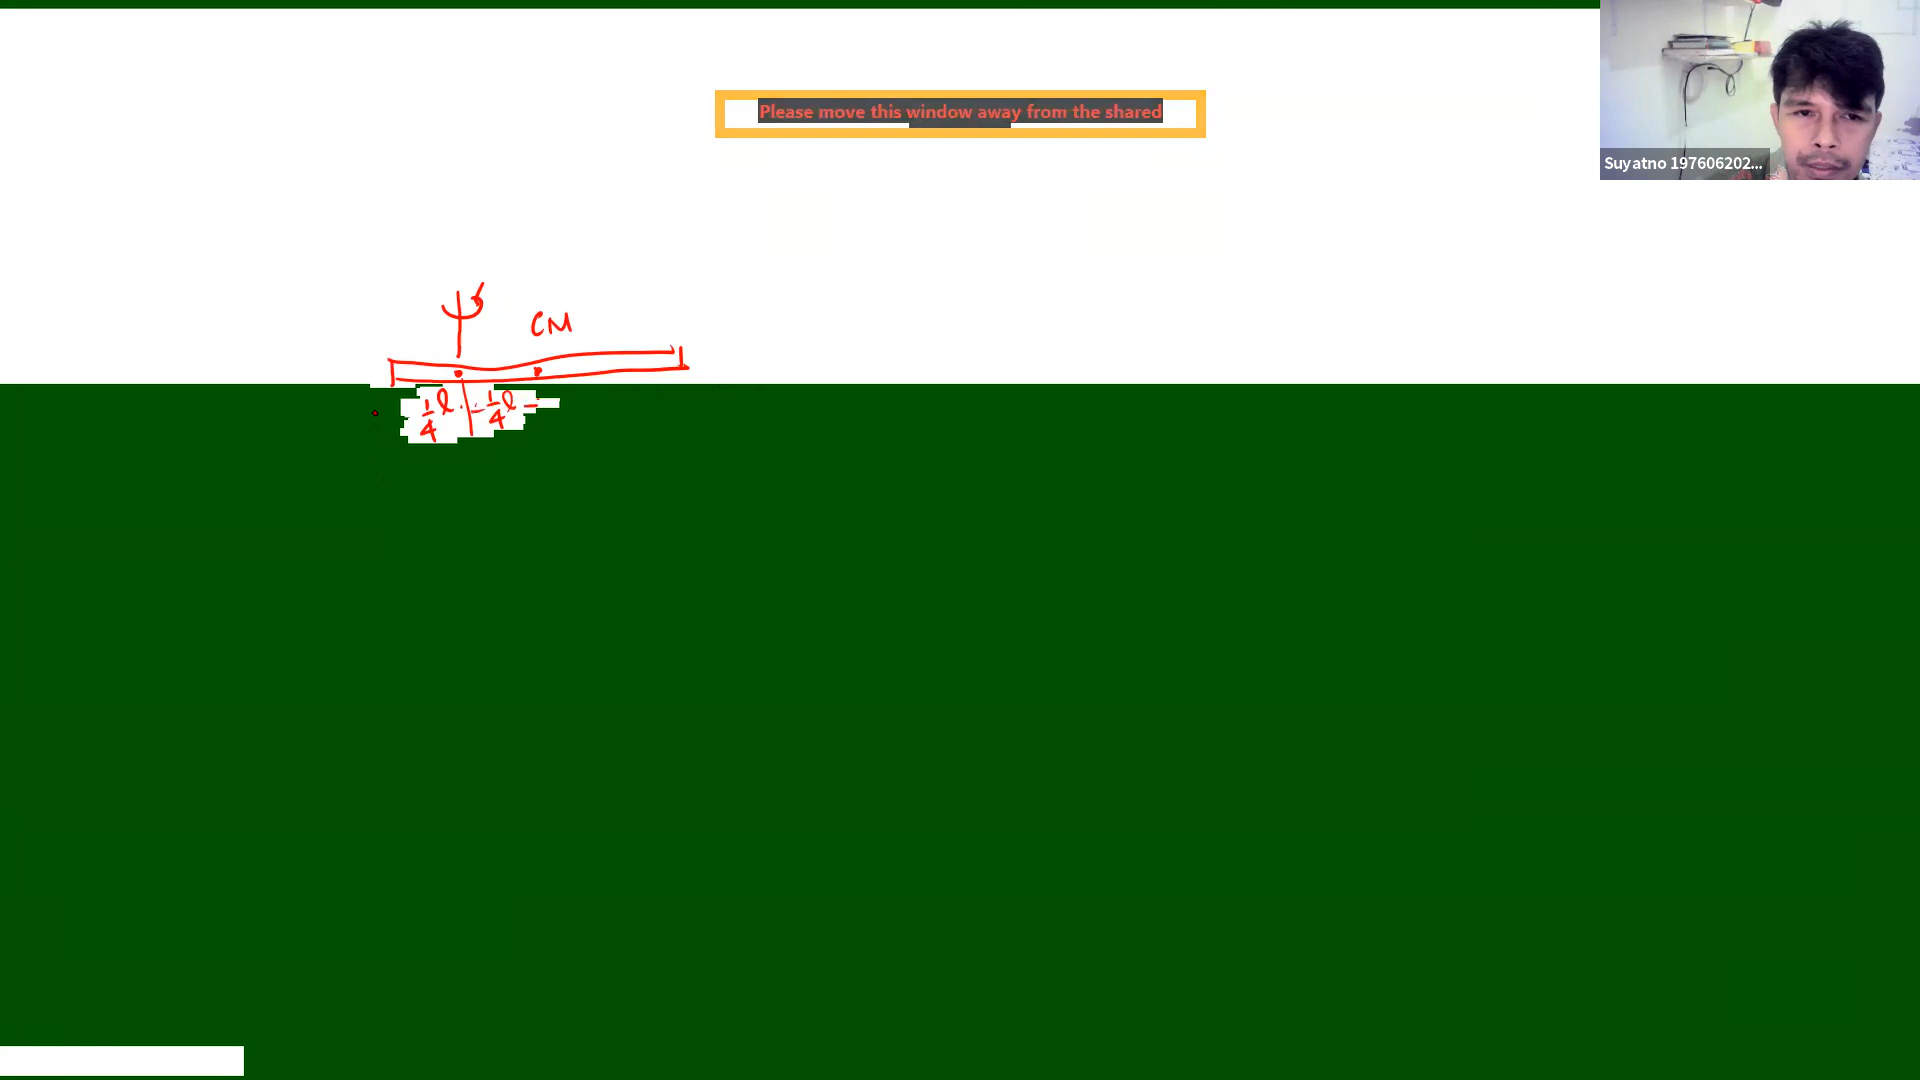 Please move this window away from the shared
Suyatno 197606202...
CM
1/4 l - 1/4 l -